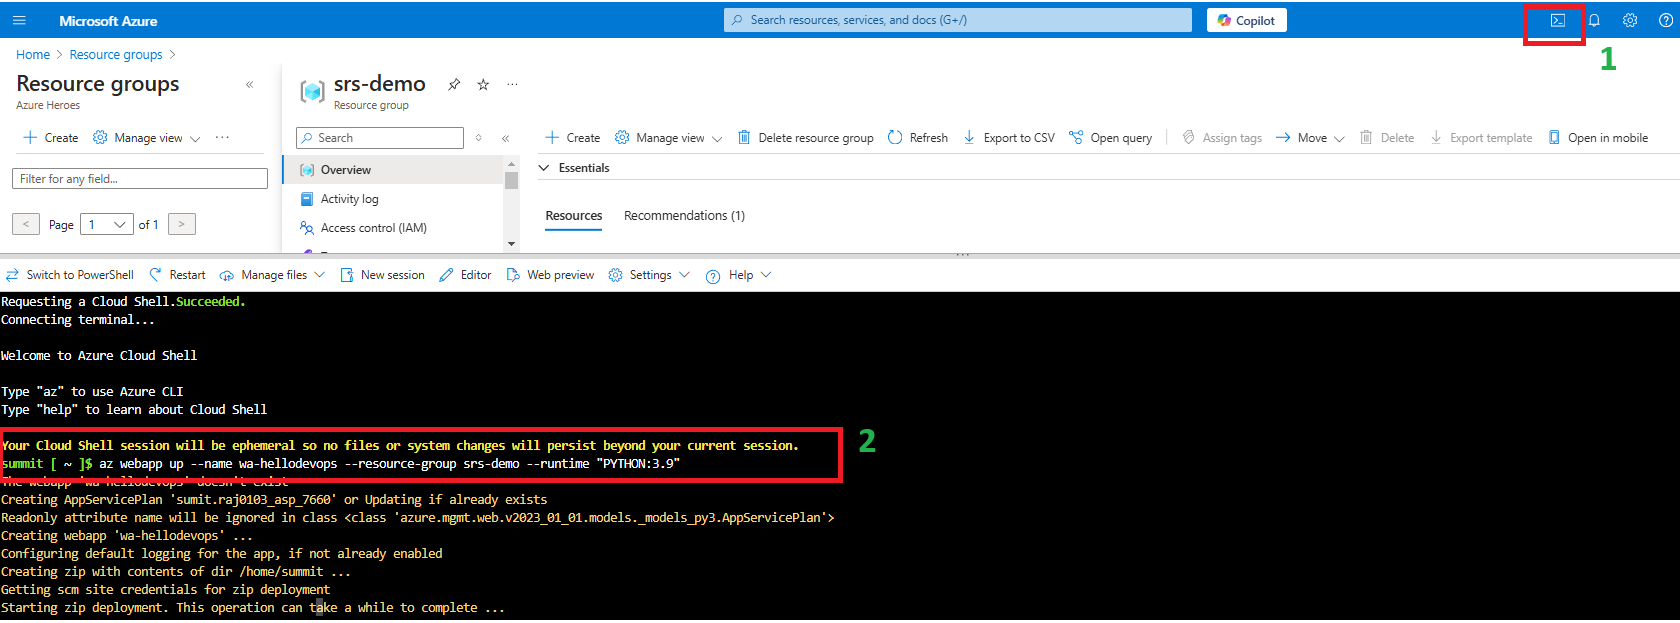 Microsoft Azure
Search resources, services, and docs (G+/)
Copilot
1
Home > Resource groups >
Resource groups
Azure Heroes
Create Manage view ...
Filter for any field...
< Page 1 of 1 >
srs-demo ...
Resource group
Search
Overview
Activity log
Access control (IAM)
Create Manage view Delete resource group Refresh Export to CSV Open query Assign tags Move Delete Export template Open in mobile
Essentials
Resources Recommendations (1)
Switch to PowerShell Restart Manage files New session Editor Web preview Settings Help
Requesting a Cloud Shell.Succeeded.
Connecting terminal...
Welcome to Azure Cloud Shell
Type "az" to use Azure CLI
Type "help" to learn about Cloud Shell
Your Cloud Shell session will be ephemeral so no files or system changes will persist beyond your current session.
2
summit [ ~ ]$ az webapp up --name wa-hellodevops --resource-group srs-demo --runtime "PYTHON:3.9"
The webapp 'wa-hellodevops' doesn't exist
Creating AppServicePlan 'sumit.raj0103_asp_7660' or Updating if already exists
Readonly attribute name will be ignored in class <class 'azure.mgmt.web.v2023_01_01.models._models_py3.AppServicePlan'>
Creating webapp 'wa-hellodevops' ...
Configuring default logging for the app, if not already enabled
Creating zip with contents of dir /home/summit ...
Getting scm site credentials for zip deployment
Starting zip deployment. This operation can take a while to complete ...